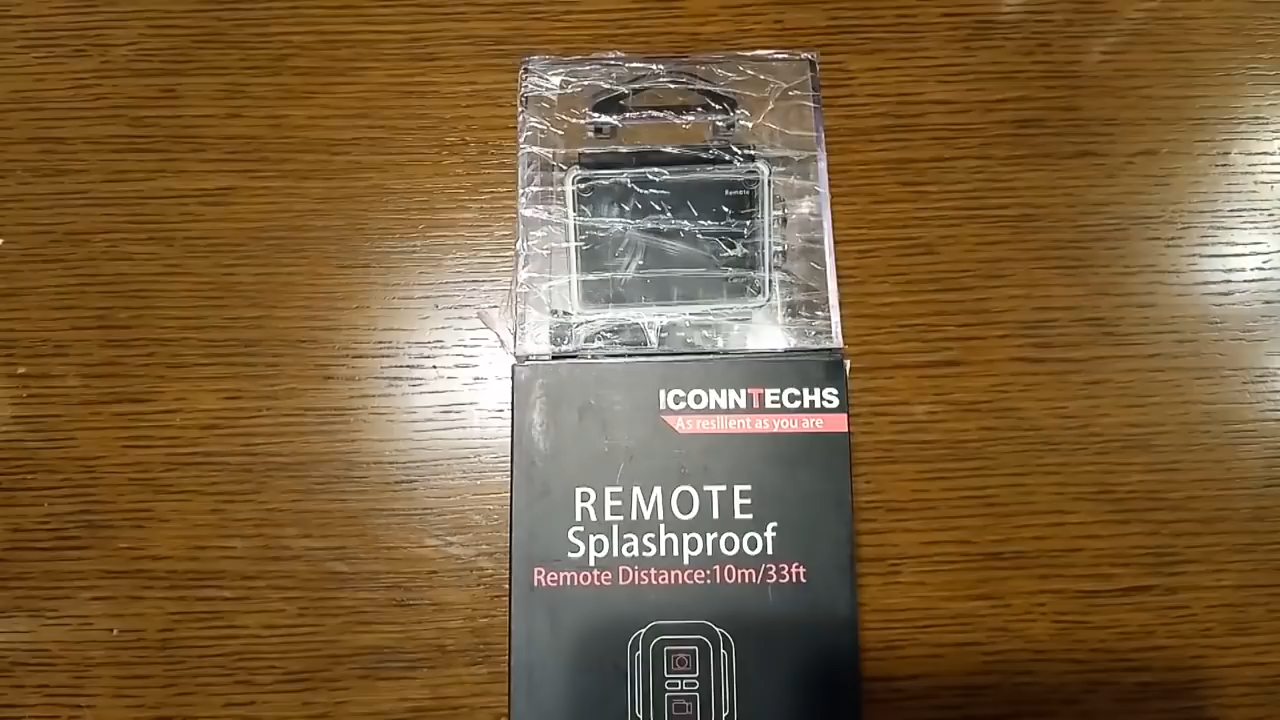 Remote
ICONNTECHS
As resilient as you are
REMOTE
Splashproof
Remote Distance:10m/33ft